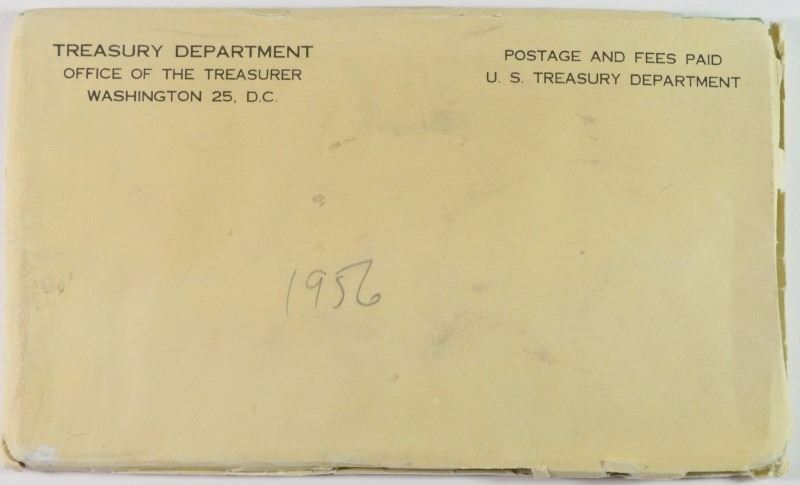 TREASURY DEPARTMENT
OFFICE OF THE TREASURER
WASHINGTON 25, D.C.
POSTAGE AND FEES PAID
U. S. TREASURY DEPARTMENT
1956